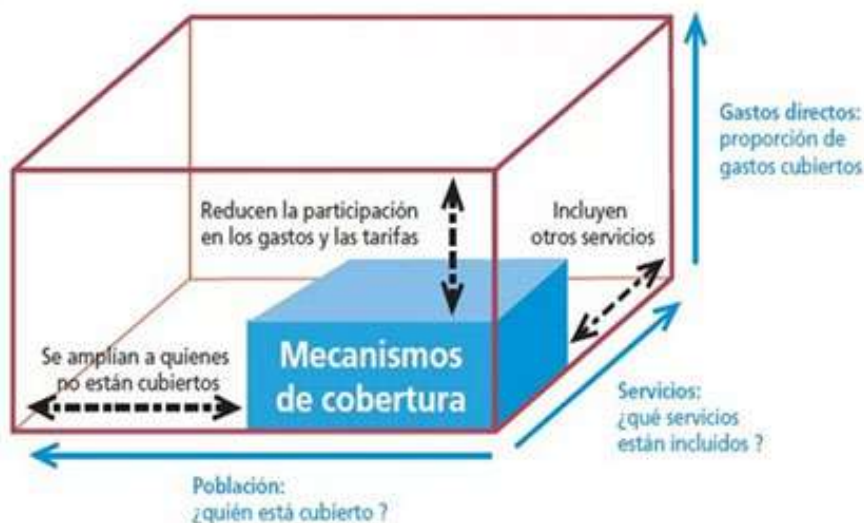 Gastos directos:
proporción de
gastos cubiertos
Reducen la participación
en los gastos y las tarifas
Incluyen
otros servicios
Se amplían a quienes
no están cubiertos
Mecanismos
de cobertura
Servicios:
¿qué servicios
están incluidos ?
Población:
¿quién está cubierto ?